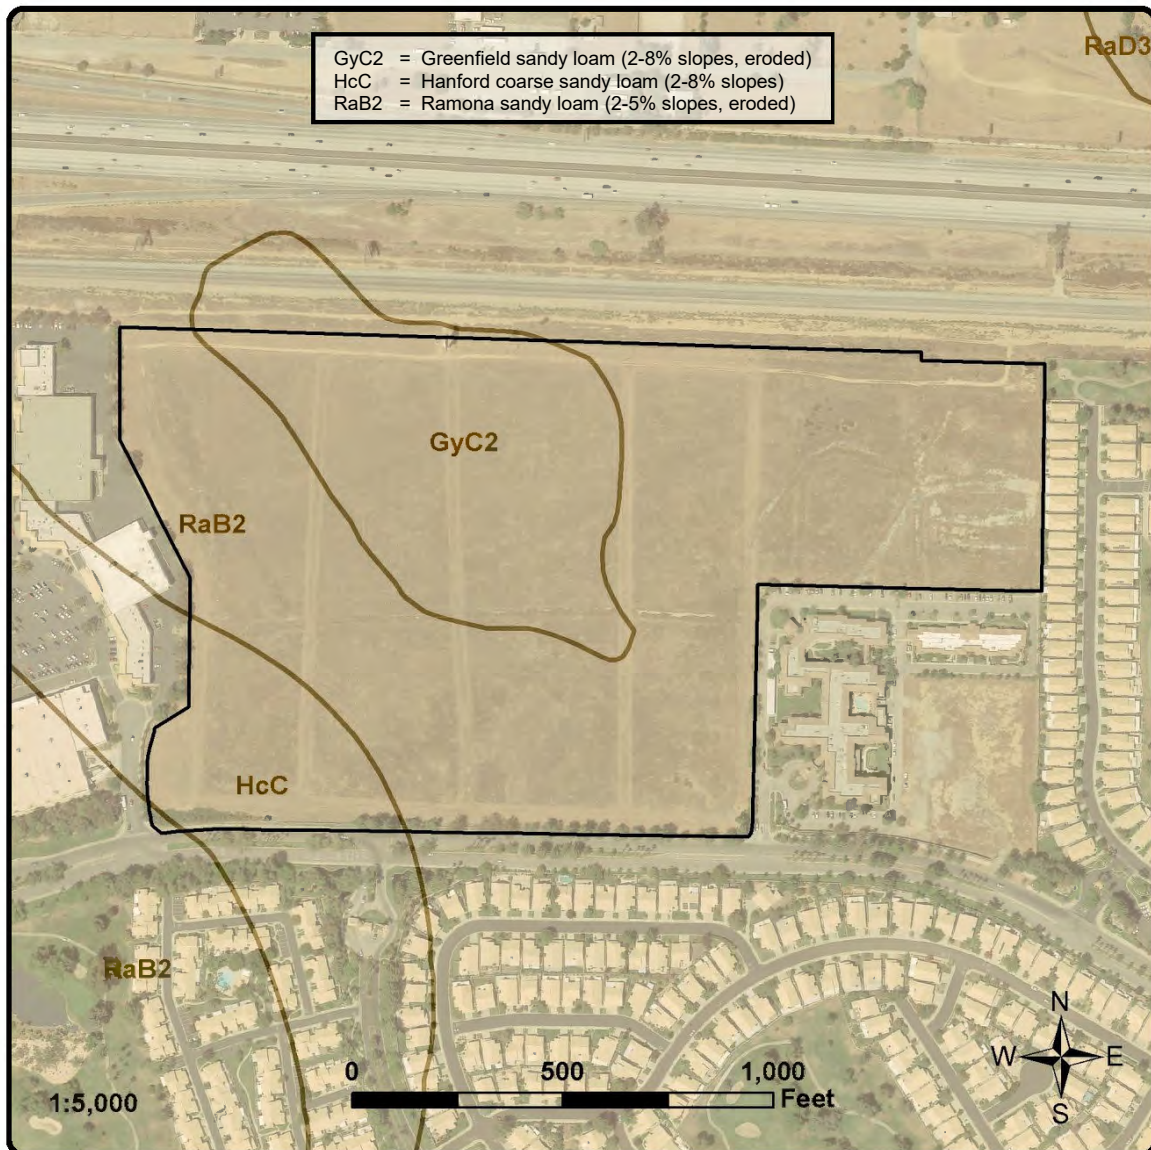 RaD3
GyC2 = Greenfield sandy loam (2-8% slopes, eroded)
HcC = Hanford coarse sandy loam (2-8% slopes)
RaB2 = Ramona sandy loam (2-5% slopes, eroded)
GyC2
RaB2
HcC
RaB2
N
W E
S
0 500 1,000
Feet
1:5,000